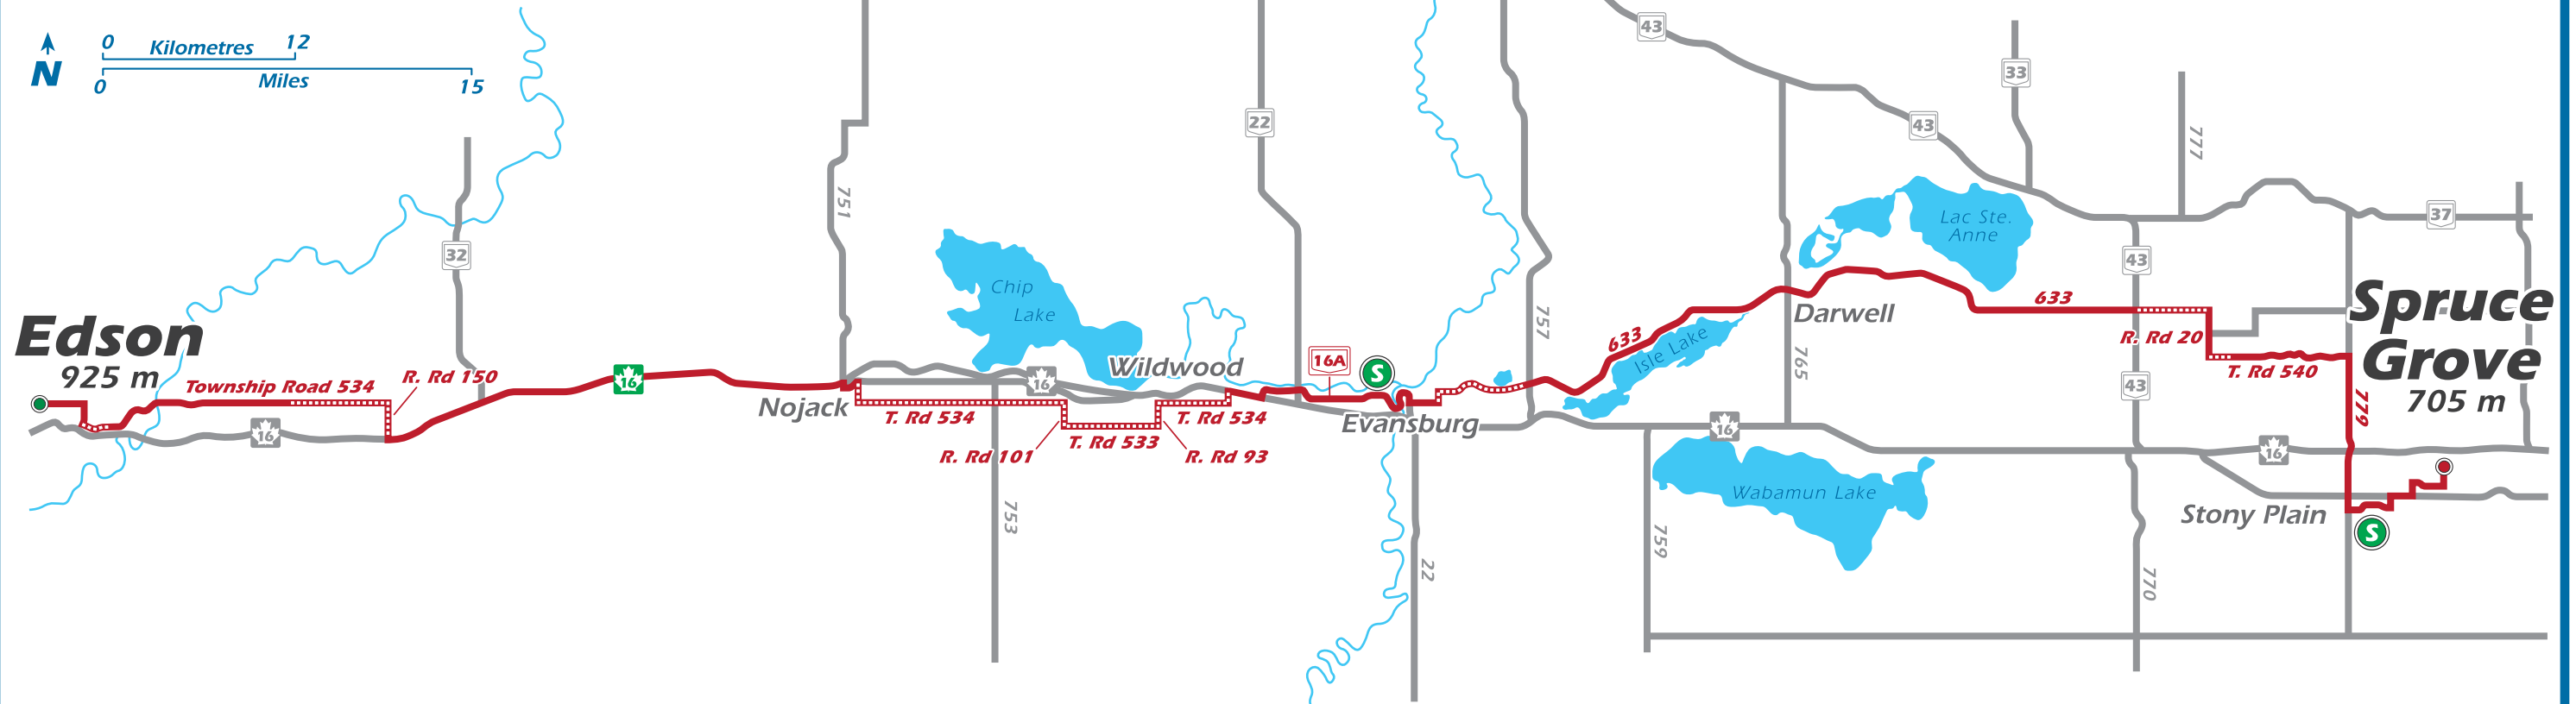 0 12
Kilometres
N
0 Miles 15
43
33
43
22
777
751
37
32
Lac Ste.
Anne
43
Chip
Lake
Spruce
Grove
705 m
633
Edson
925 m
757
Darwell
633
R. Rd 20
Isle Lake
16A
S
Wildwood
765
T. Rd 540
R. Rd 150
16
16
43
Township Road 534
Nojack
T. Rd 534
T. Rd 534
779
Evansburg
16
16
T. Rd 533
16
R. Rd 101
R. Rd 93
Wabamun Lake
753
Stony Plain
S
759
22
770